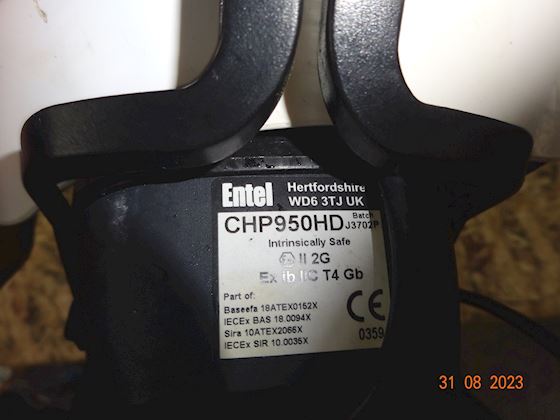 Entel Hertfordshire
WD6 3TJ UK
CHP950HD Batch J3702P
Intrinsically Safe
Ex II 2G
Ex ib IIC T4 Gb
Part of:
Baseefa 18ATEX0152X
IECEx BAS 18.0094X
Sira 10ATEX2066X
IECEx SIR 10.0035X
CE
0359
31 08 2023